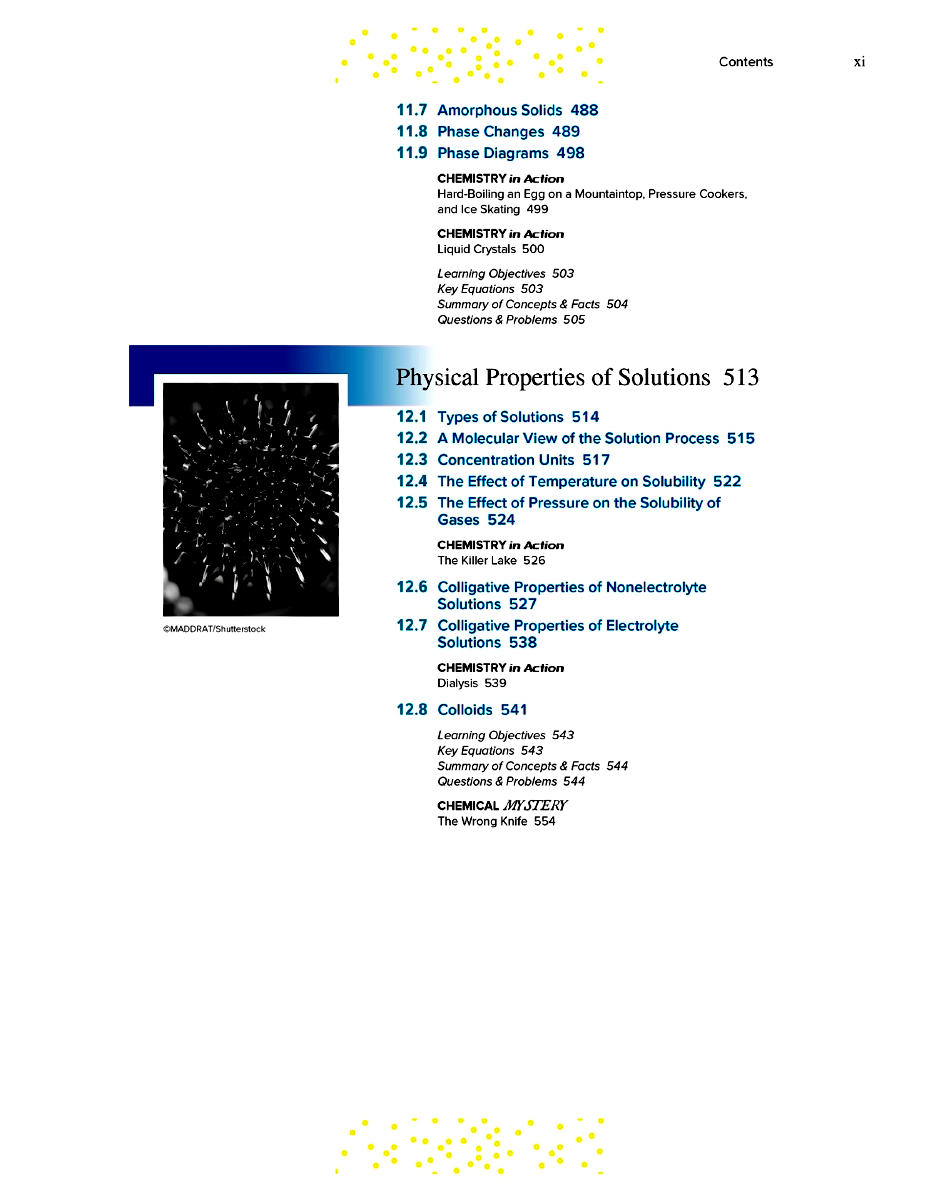 Contents xi
11.7 Amorphous Solids 488
11.8 Phase Changes 489
11.9 Phase Diagrams 498
CHEMISTRY in Action
Hard-Boiling an Egg on a Mountaintop, Pressure Cookers,
and Ice Skating 499
CHEMISTRY in Action
Liquid Crystals 500
Learning Objectives 503
Key Equations 503
Summary of Concepts & Facts 504
Questions & Problems 505
Physical Properties of Solutions 513
12.1 Types of Solutions 514
12.2 A Molecular View of the Solution Process 515
12.3 Concentration Units 517
12.4 The Effect of Temperature on Solubility 522
12.5 The Effect of Pressure on the Solubility of
Gases 524
CHEMISTRY in Action
The Killer Lake 526
12.6 Colligative Properties of Nonelectrolyte
Solutions 527
12.7 Colligative Properties of Electrolyte
Solutions 538
CHEMISTRY in Action
Dialysis 539
12.8 Colloids 541
Learning Objectives 543
Key Equations 543
Summary of Concepts & Facts 544
Questions & Problems 544
CHEMICAL MYSTERY
The Wrong Knife 554
©MADDRAT/Shutterstock